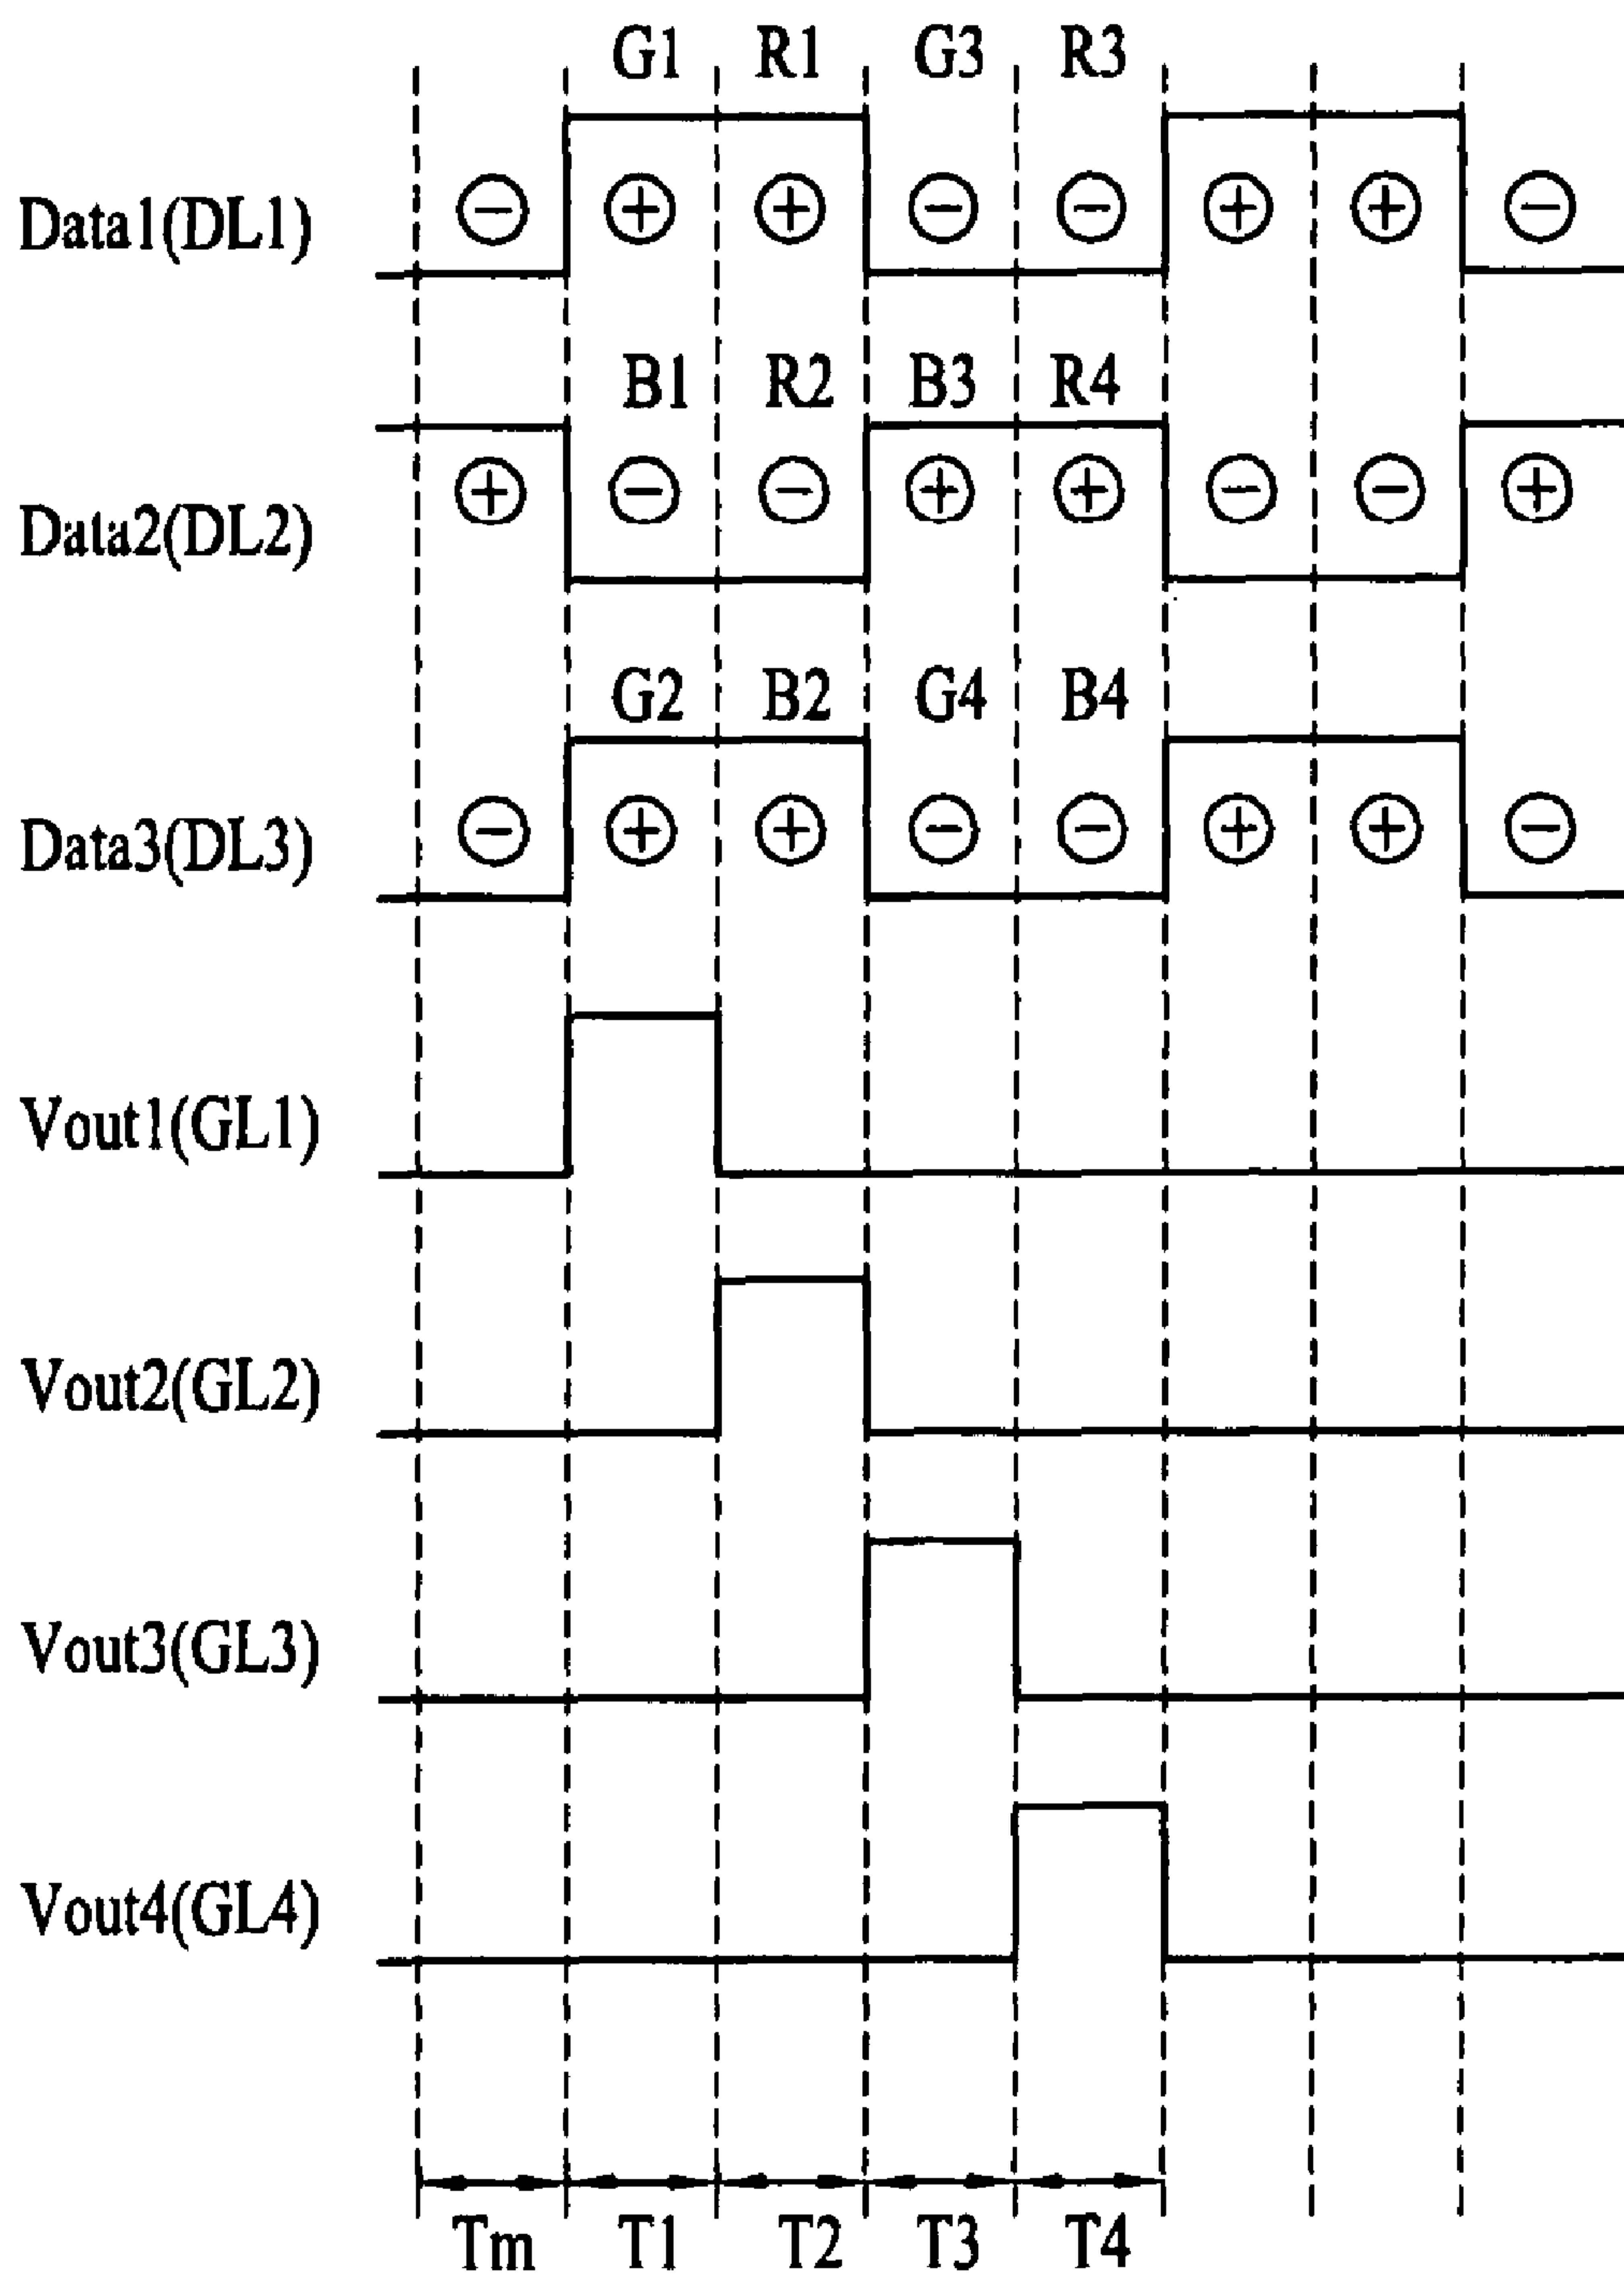 G1 R1 G3 R3
Data1(DL1) − + + − − + + −
B1 R2 B3 R4
Data2(DL2) + − − + + − − +
G2 B2 G4 B4
Data3(DL3) − + + − − + + −
Vout1(GL1)
Vout2(GL2)
Vout3(GL3)
Vout4(GL4)
Tm T1 T2 T3 T4